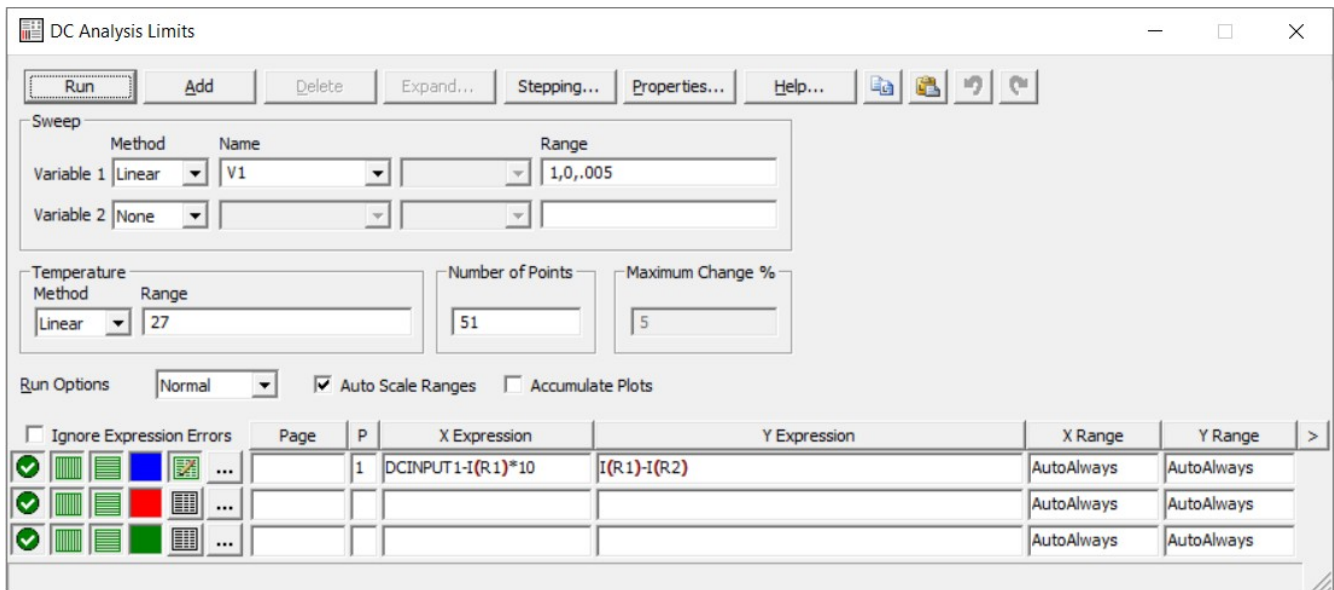 DC Analysis Limits
Run Add Delete Expand... Stepping... Properties... Help...
Sweep
Method Name Range
Variable 1 Linear V1 1,0,.005
Variable 2 None
Temperature Number of Points Maximum Change %
Method Range
Linear 27 51 5
Run Options Normal Auto Scale Ranges Accumulate Plots
Ignore Expression Errors Page P X Expression Y Expression X Range Y Range >
... 1 DCINPUT1-I(R1)*10 I(R1)-I(R2) AutoAlways AutoAlways
... AutoAlways AutoAlways
... AutoAlways AutoAlways